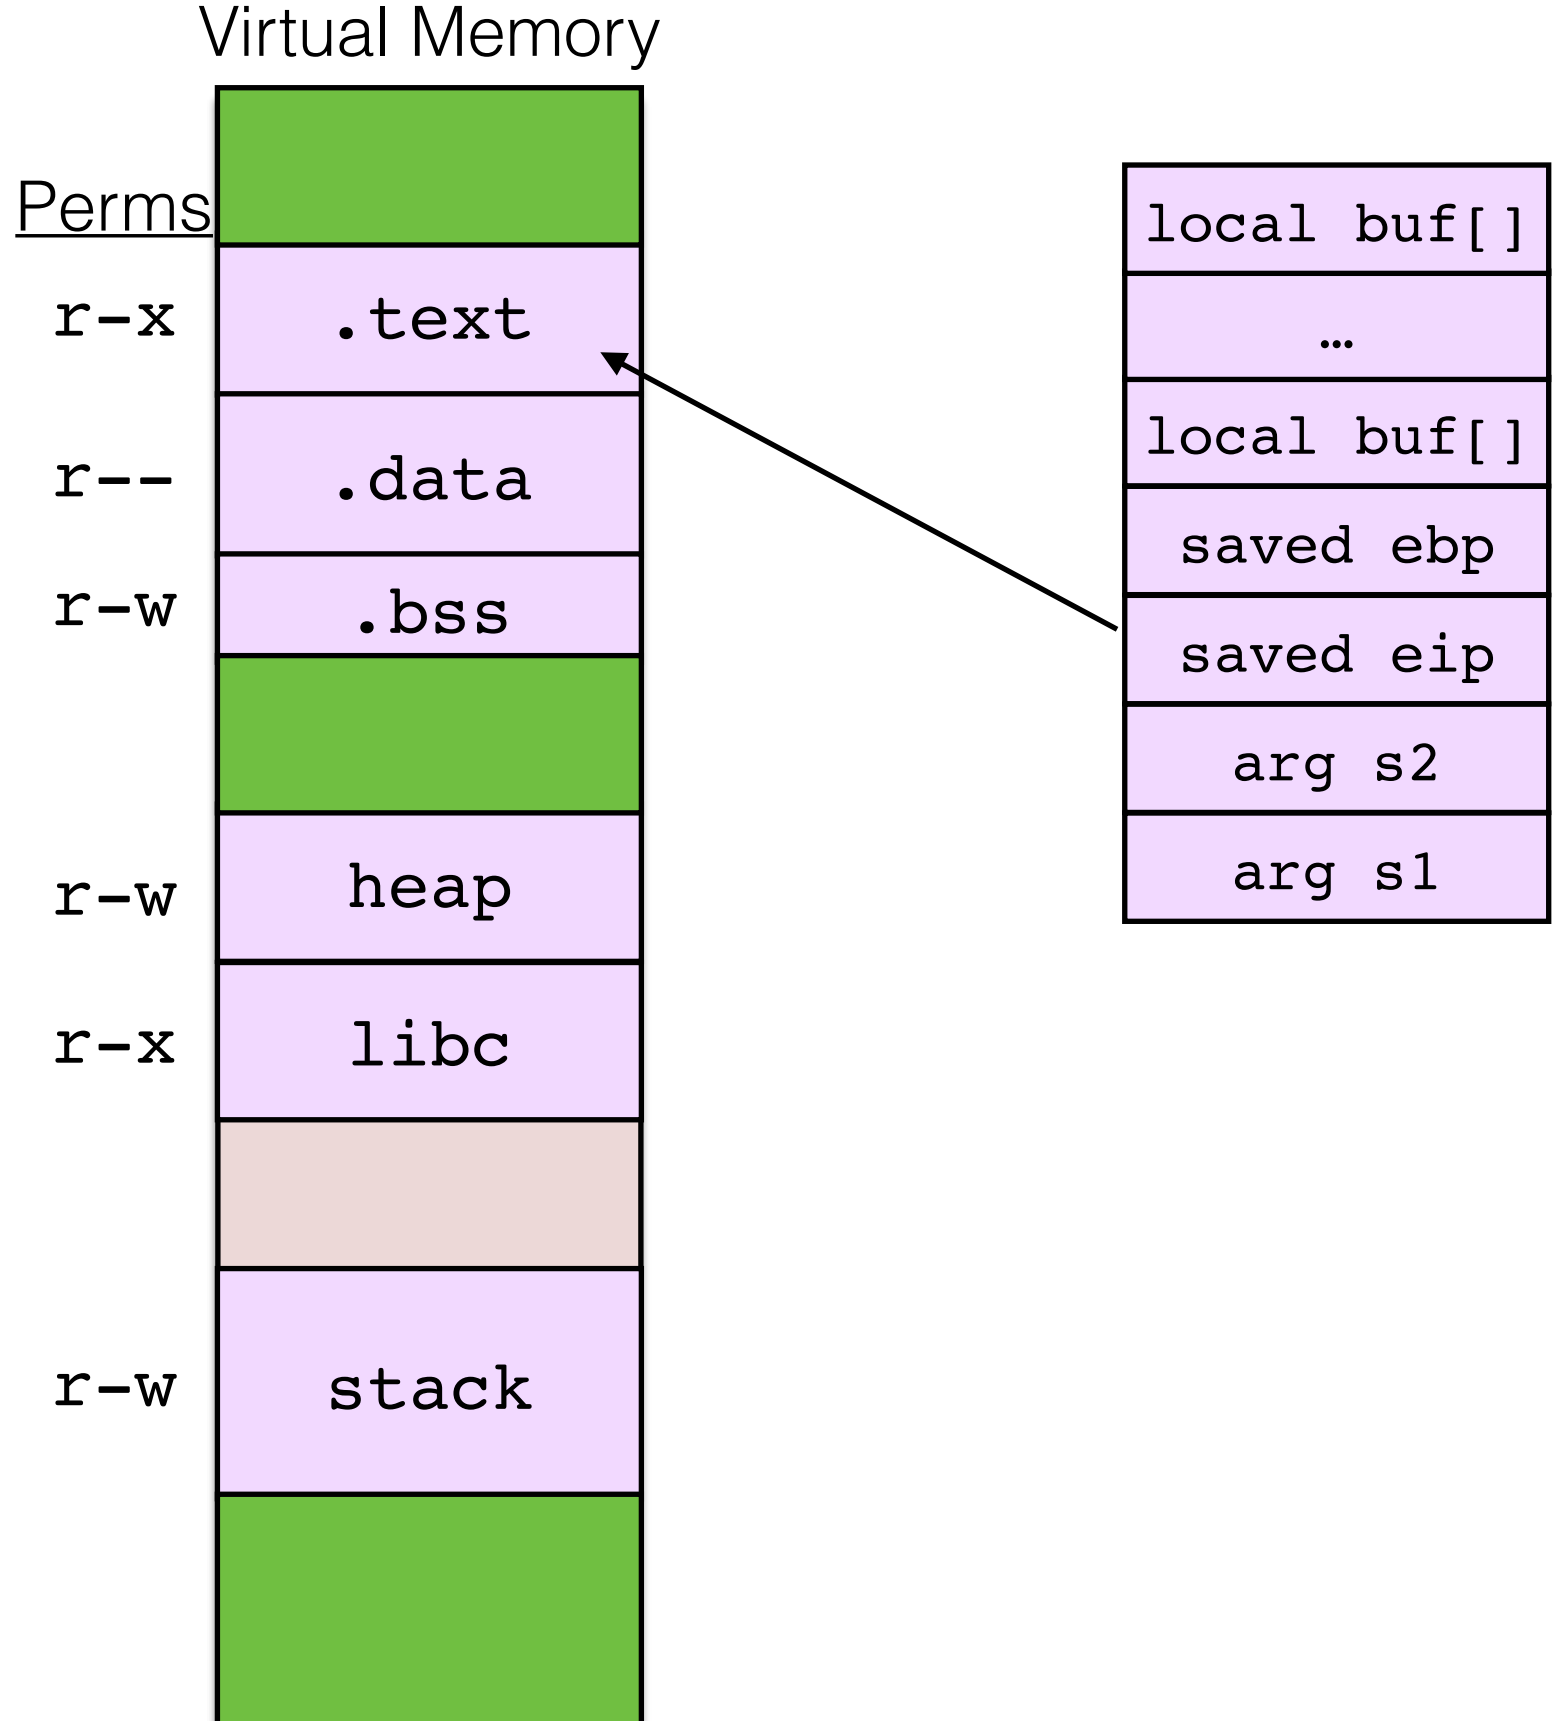 Virtual Memory
Perms
r-x .text
r-- .data
r-w .bss
r-w heap
r-x libc
r-w stack
local buf[]
…
local buf[]
saved ebp
saved eip
arg s2
arg s1